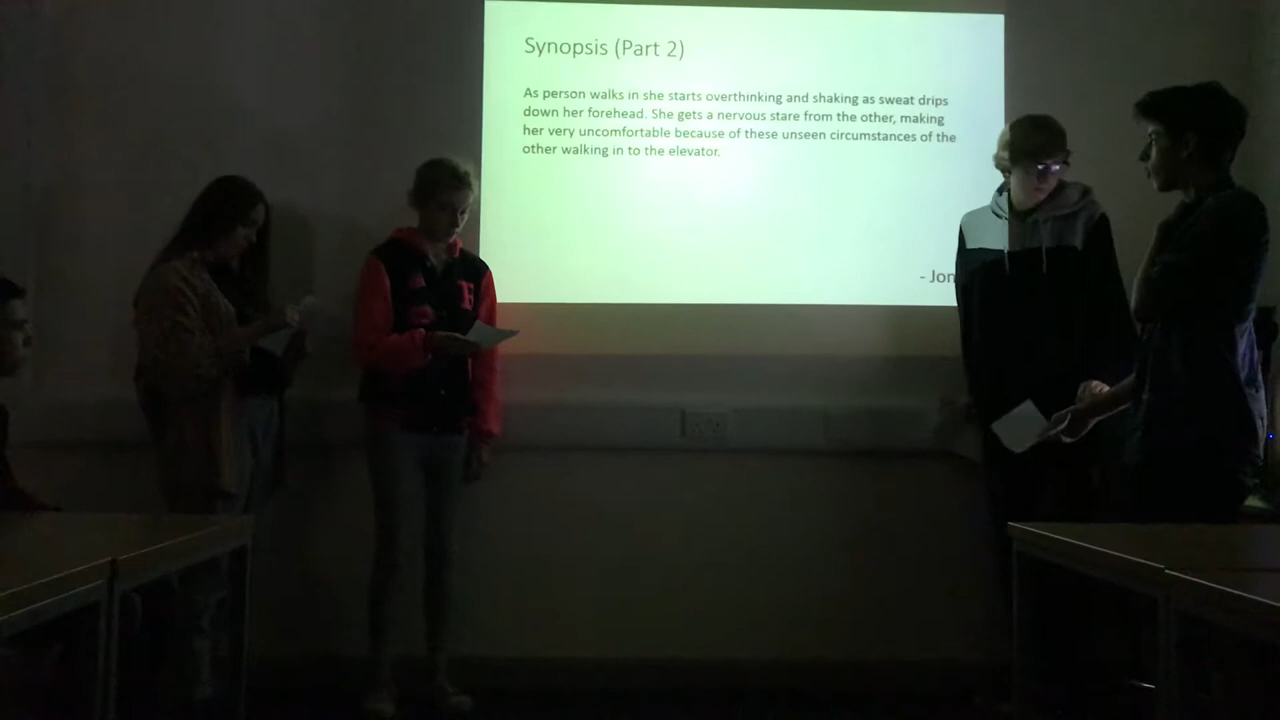 Synopsis (Part 2)
As person walks in she starts overthinking and shaking as sweat drips
down her forehead. She gets a nervous stare from the other, making
her very uncomfortable because of these unseen circumstances of the
other walking in to the elevator.
- Jon
F